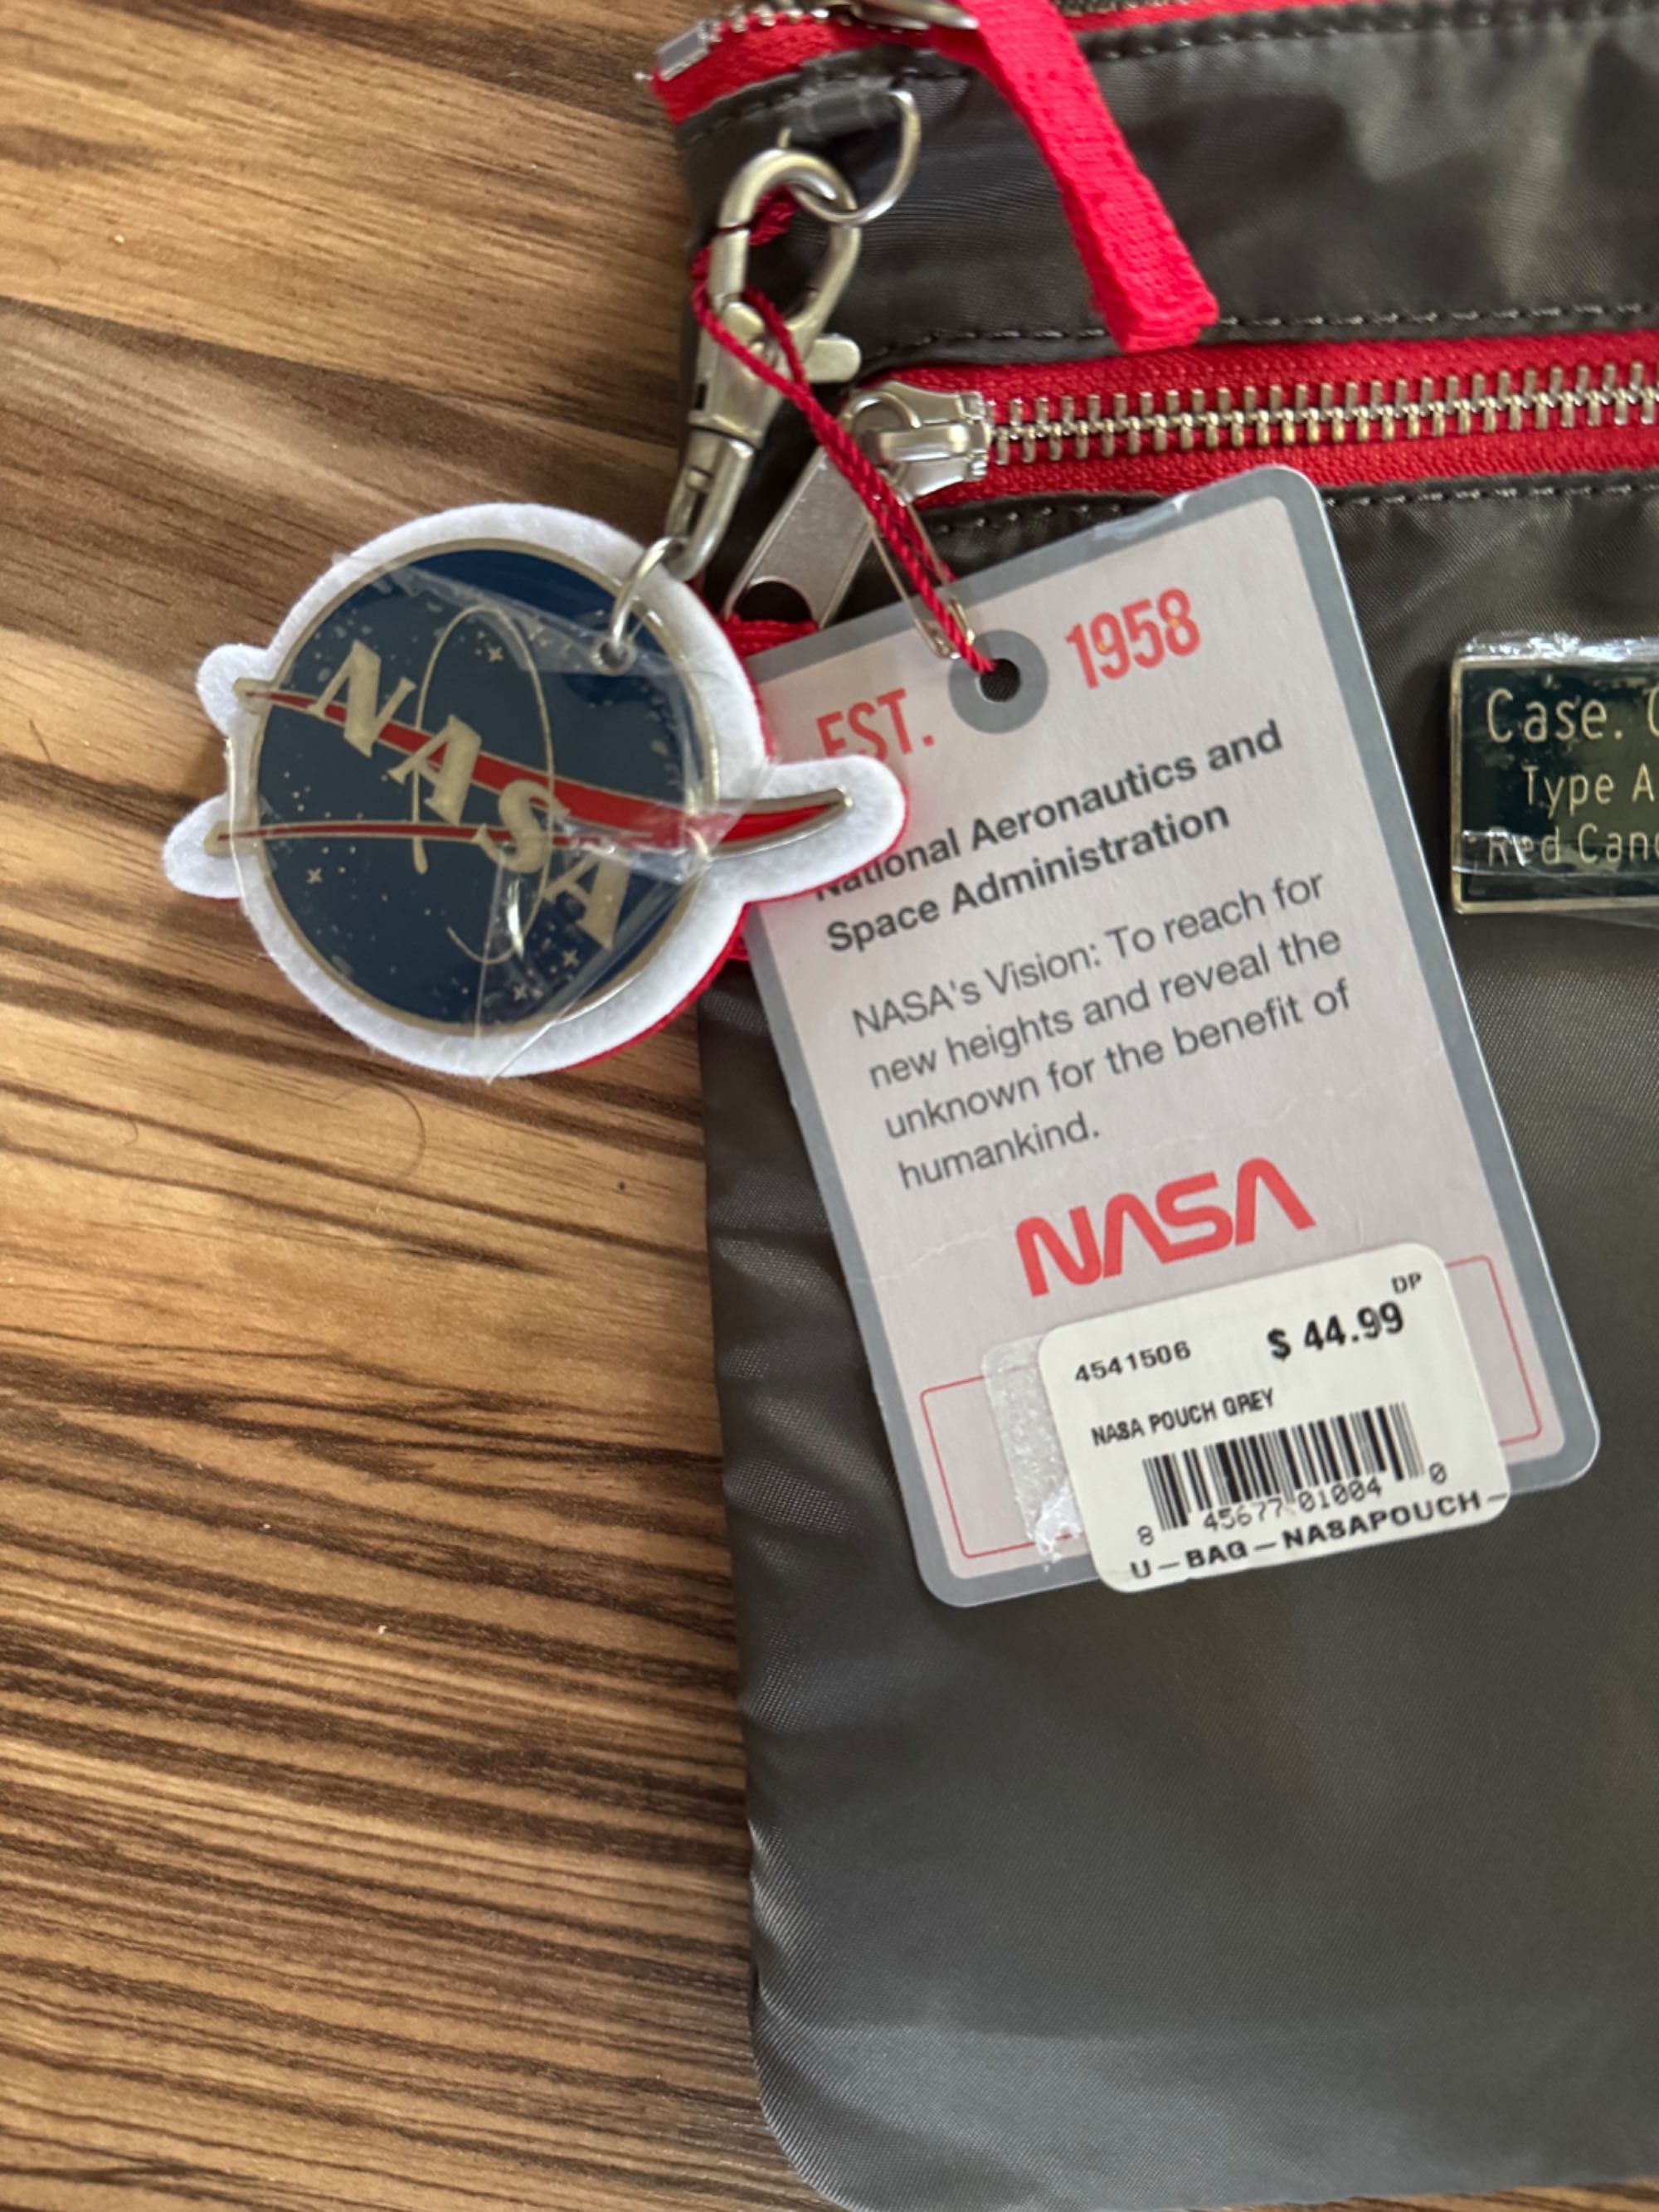 NASA
EST. 1958
National Aeronautics and
Space Administration
NASA's Vision: To reach for
new heights and reveal the
unknown for the benefit of
humankind.
NASA
DP
4541506 $ 44.99
NASA POUCH GREY
8 45677 01004 0
U-BAG-NASAPOUCH-
Case.
Type A
Red